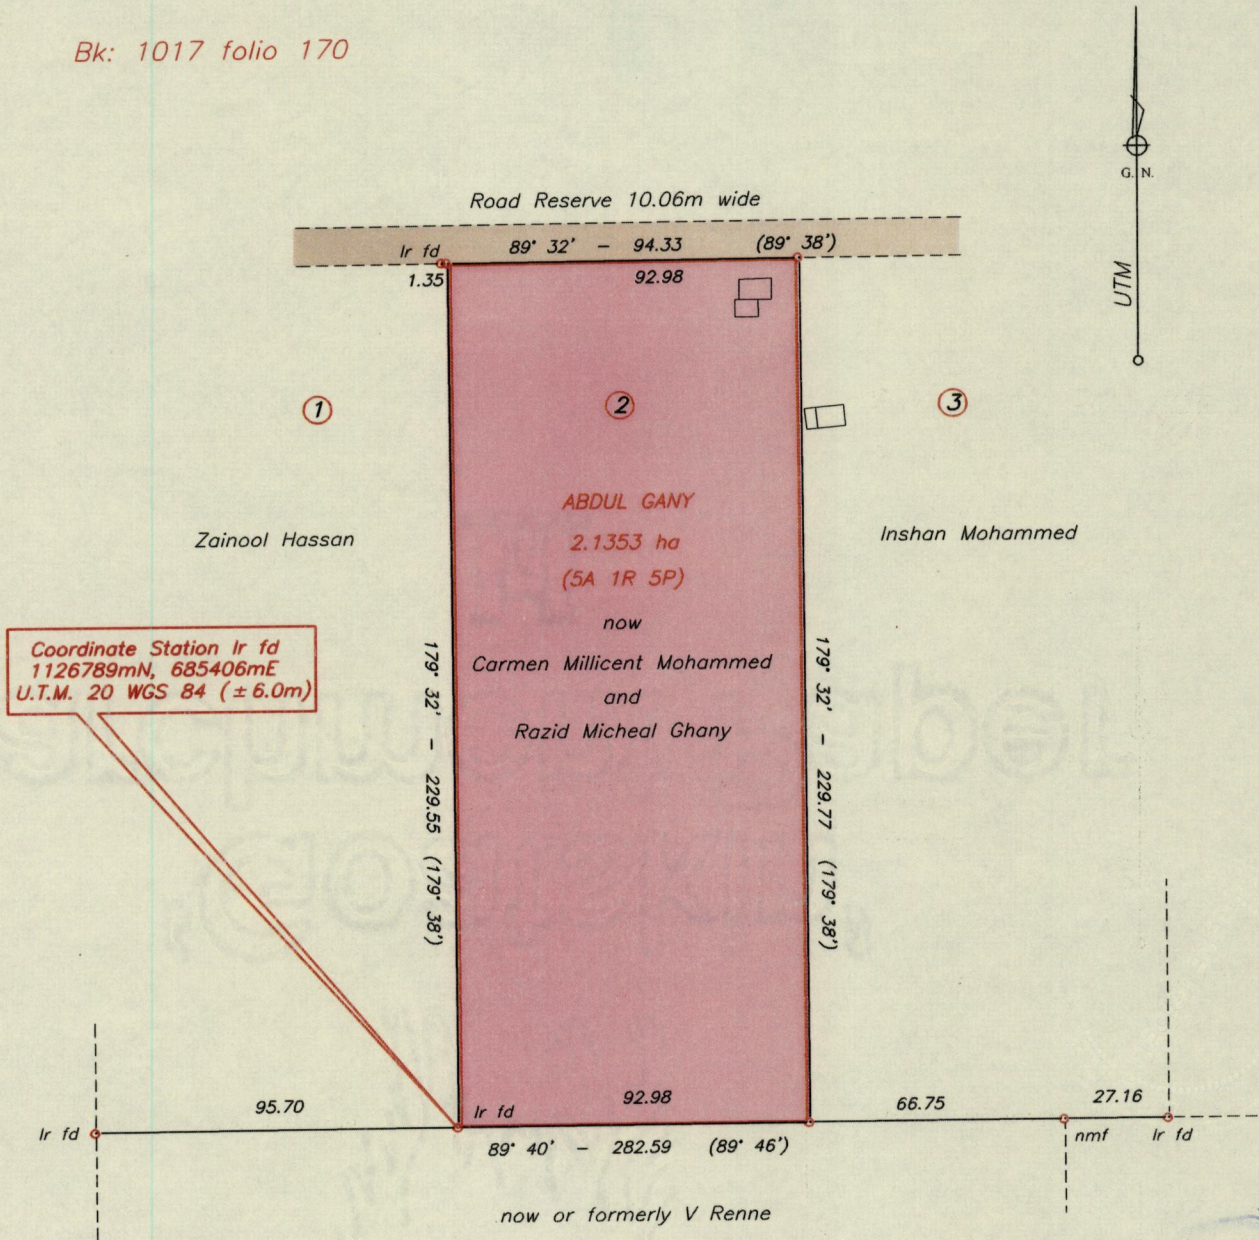 Bk: 1017 folio 170
G. N.
UTM
Road Reserve 10.06m wide
Ir fd
89° 32' - 94.33 (89° 38')
1.35
92.98
1
2
3
ABDUL GANY
2.1353 ha
(5A 1R 5P)
now
Carmen Millicent Mohammed
and
Razid Micheal Ghany
Zainool Hassan
Inshan Mohammed
Coordinate Station Ir fd
1126789mN, 685406mE
U.T.M. 20 WGS 84 (± 6.0m)
179° 32' - 229.55 (179° 38')
179° 32' - 229.77 (179° 38')
95.70
Ir fd
92.98
66.75
27.16
Ir fd
nmf
Ir fd
89° 40' - 282.59 (89° 46')
now or formerly V Renne